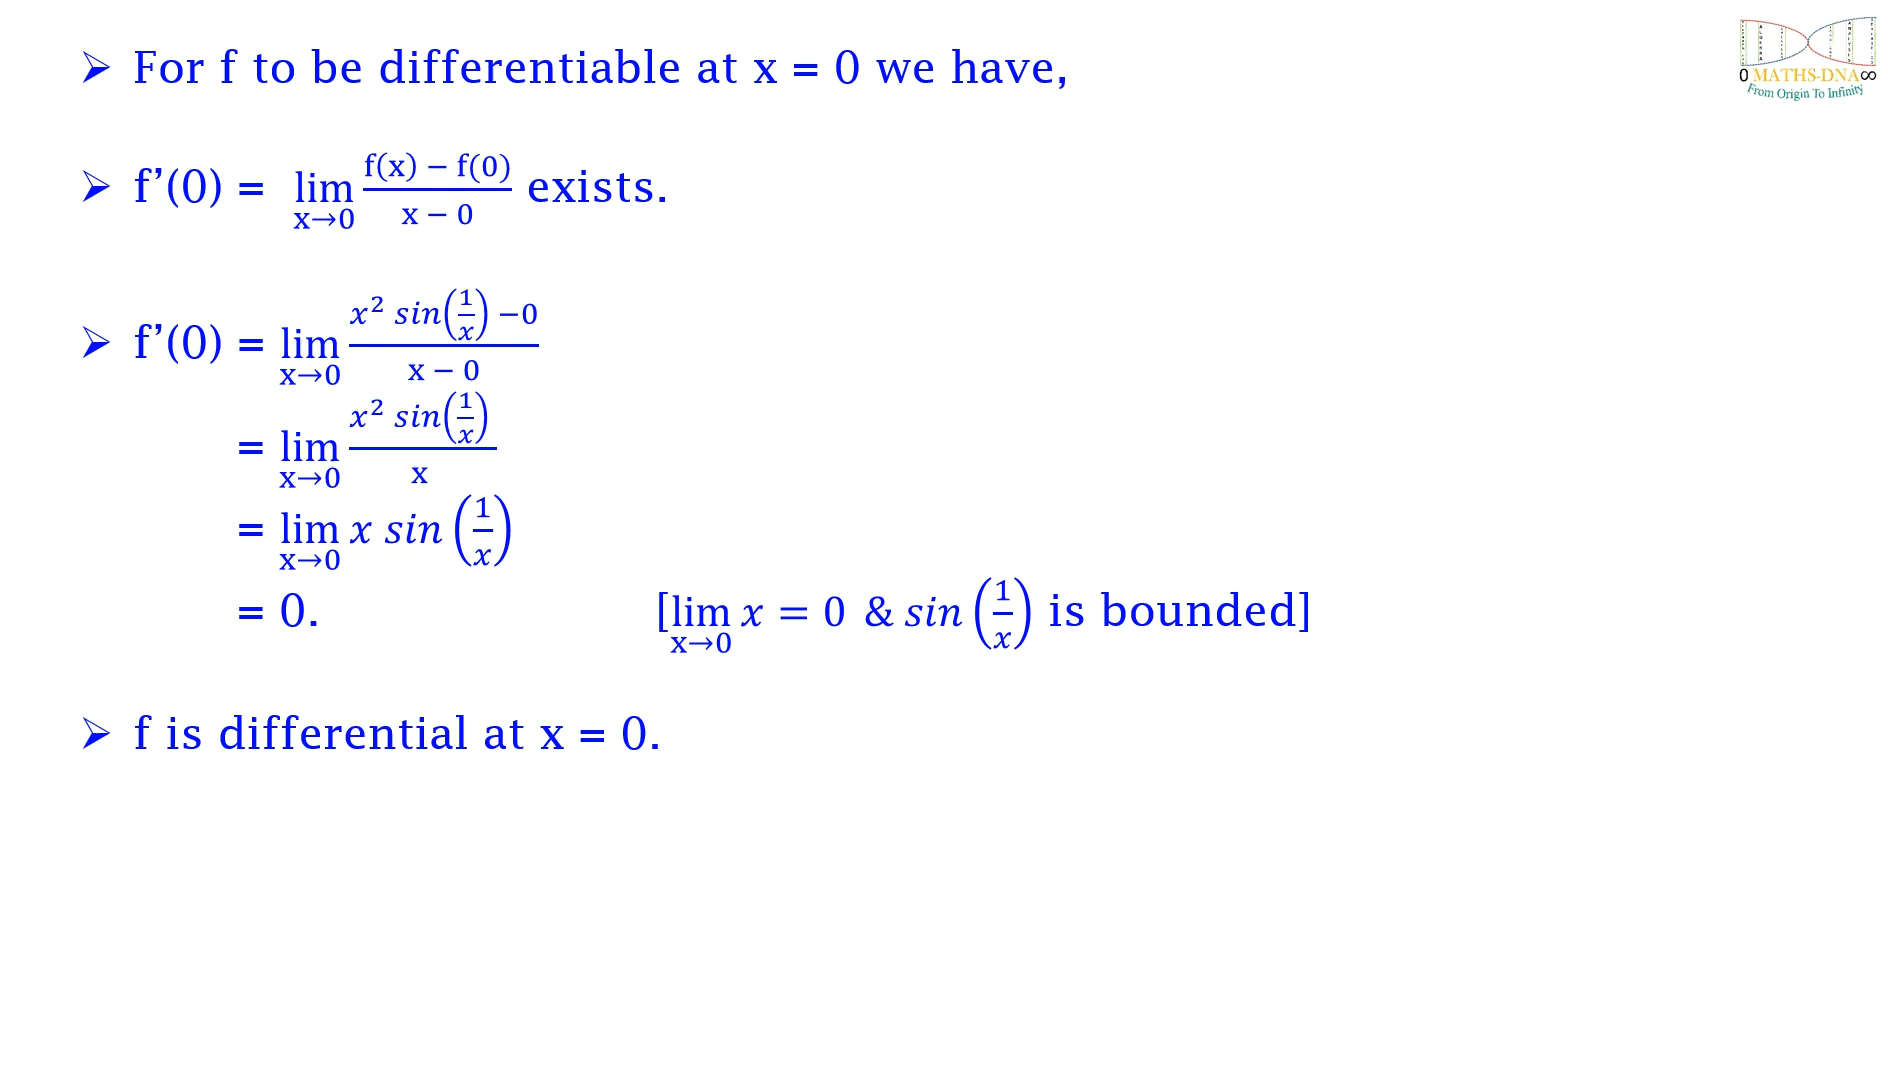 ➢ For f to be differentiable at x = 0 we have,
0 MATHS-DNA ∞
From Origin To Infinity
➢ f’(0) = lim x→0 (f(x) − f(0))/(x − 0) exists.
➢ f’(0) = lim x→0 (x² sin(1/x) −0)/(x − 0)
= lim x→0 (x² sin(1/x))/x
= lim x→0 x sin (1/x)
= 0. [lim x→0 x = 0 & sin (1/x) is bounded]
➢ f is differential at x = 0.